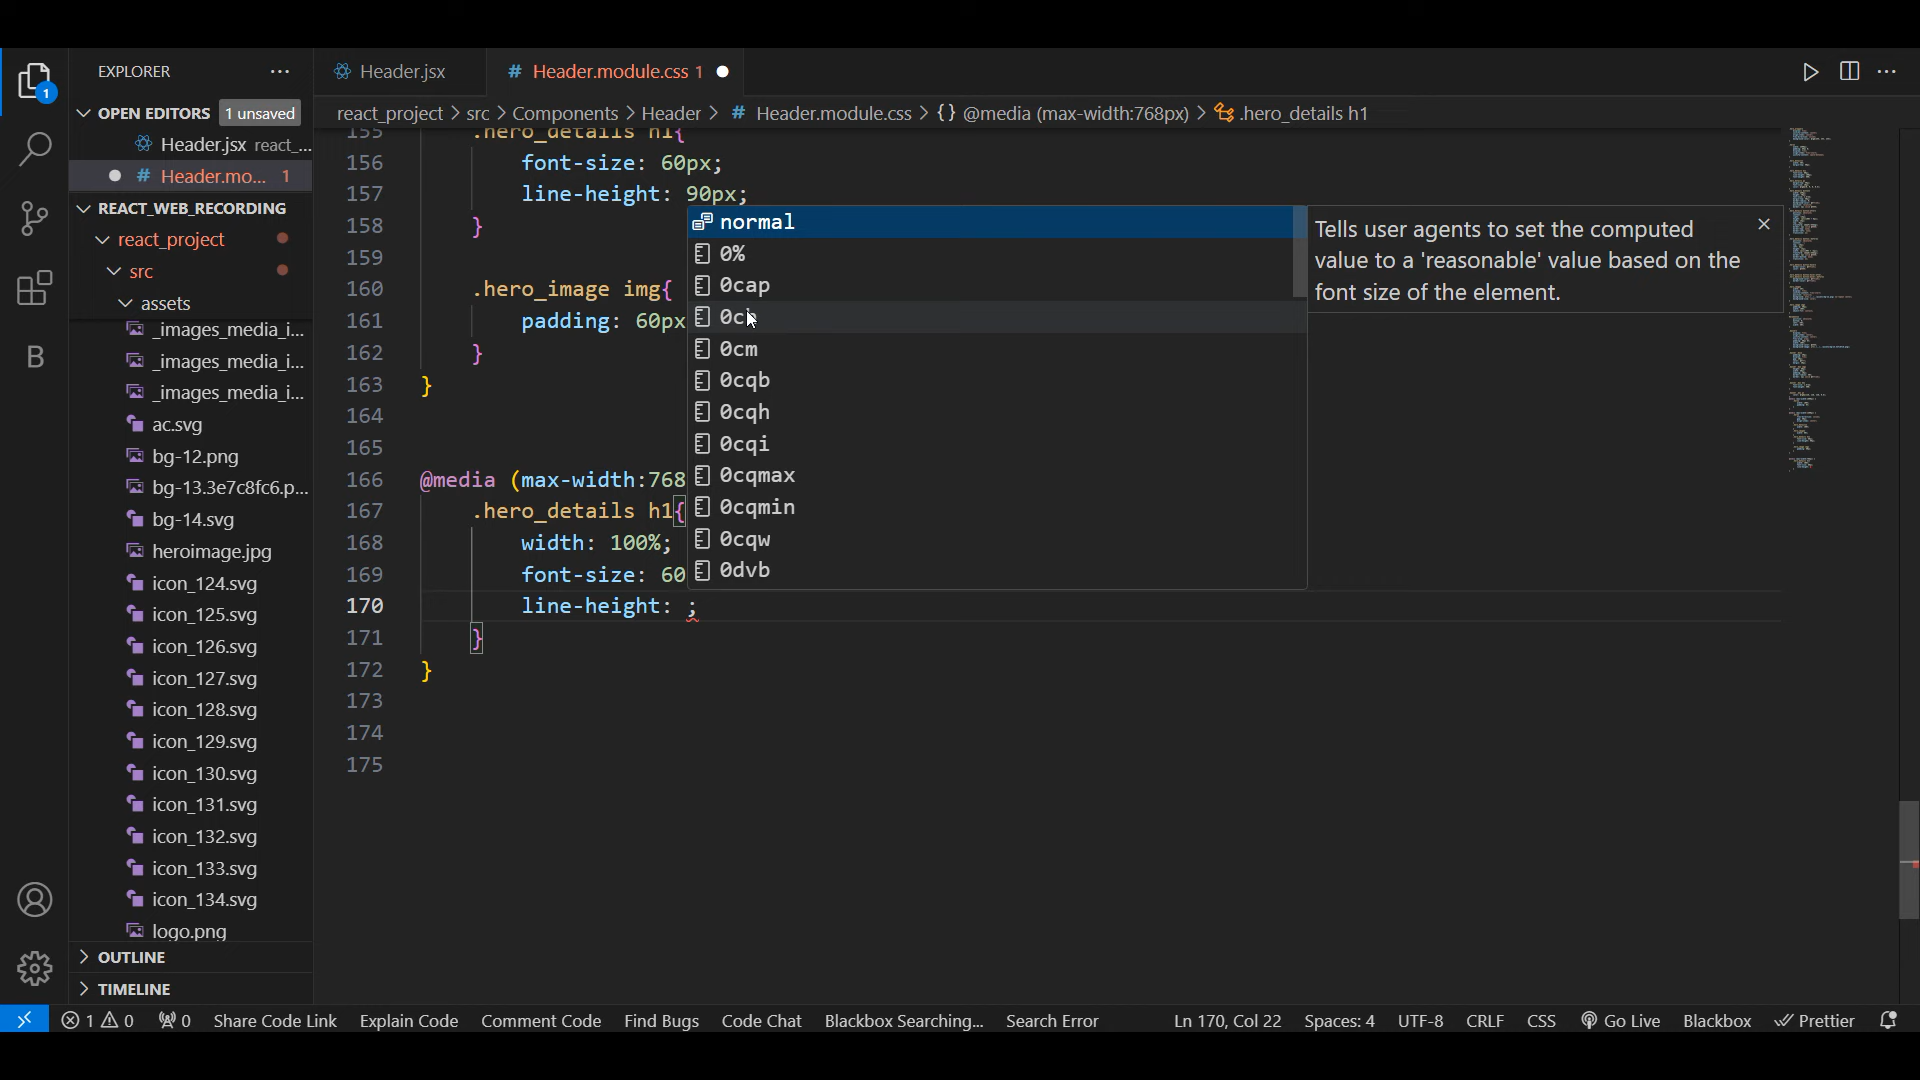 EXPLORER
Header.jsx
# Header.module.css 1
OPEN EDITORS 1 unsaved
react_project > src > Components > Header > # Header.module.css > {} @media (max-width:768px) > .hero_details h1
Header.jsx react_...
# Header.mo... 1
REACT_WEB_RECORDING
react_project
src
assets
_images_media_i...
_images_media_i...
_images_media_i...
ac.svg
bg-12.png
bg-13.3e7c8fc6.p...
bg-14.svg
heroimage.jpg
icon_124.svg
icon_125.svg
icon_126.svg
icon_127.svg
icon_128.svg
icon_129.svg
icon_130.svg
icon_131.svg
icon_132.svg
icon_133.svg
icon_134.svg
logo.png
OUTLINE
TIMELINE
B
1
155 .hero_details h1{
156 font-size: 60px;
157 line-height: 90px;
158 }
159
160 .hero_image img{
161 padding: 60px
162 }
163 }
164
165
166 @media (max-width:768
167 .hero_details h1{
168 width: 100%;
169 font-size: 60
170 line-height: ;
171 }
172 }
173
174
175
normal
0%
0cap
0cm
0cqb
0cqh
0cqi
0cqmax
0cqmin
0cqw
0dvb
Tells user agents to set the computed
value to a 'reasonable' value based on the
font size of the element.
1 0 0 Share Code Link Explain Code Comment Code Find Bugs Code Chat Blackbox Searching... Search Error Ln 170, Col 22 Spaces: 4 UTF-8 CRLF CSS Go Live Blackbox Prettier